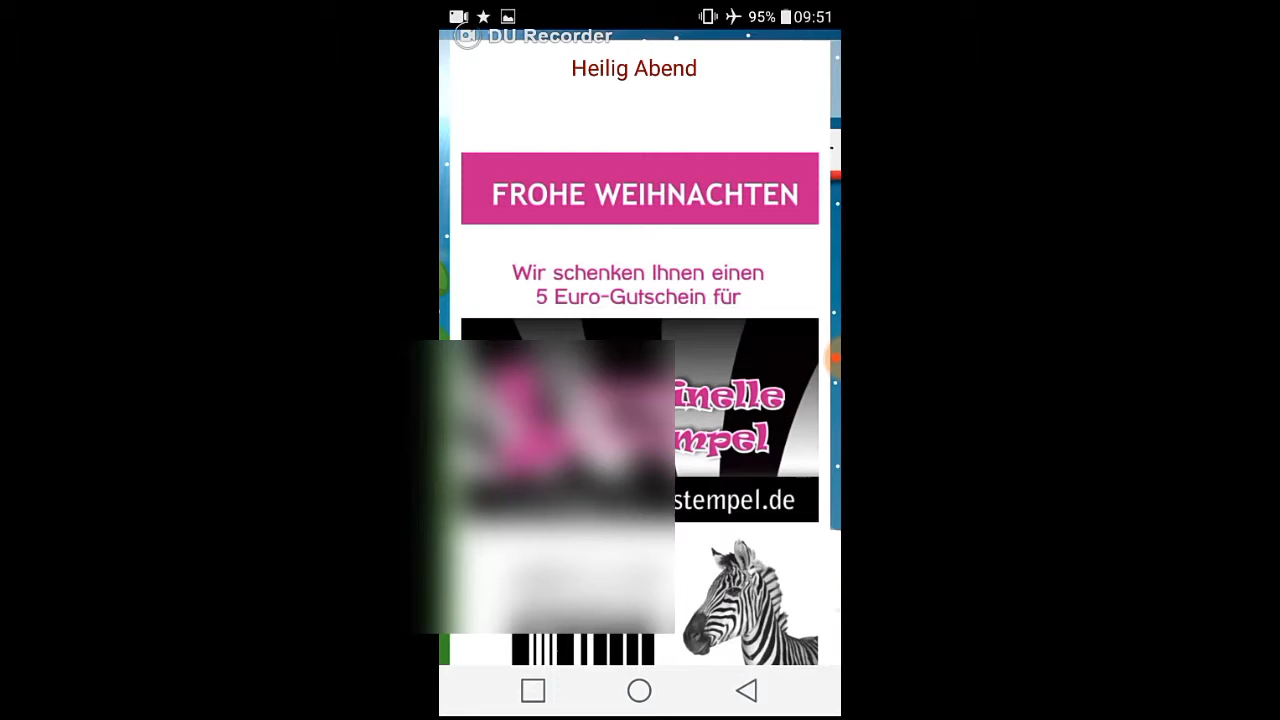 95% 09:51
DU Recorder
Heilig Abend
FROHE WEIHNACHTEN
Wir schenken Ihnen einen
5 Euro-Gutschein für
inelle
mpel
stempel.de